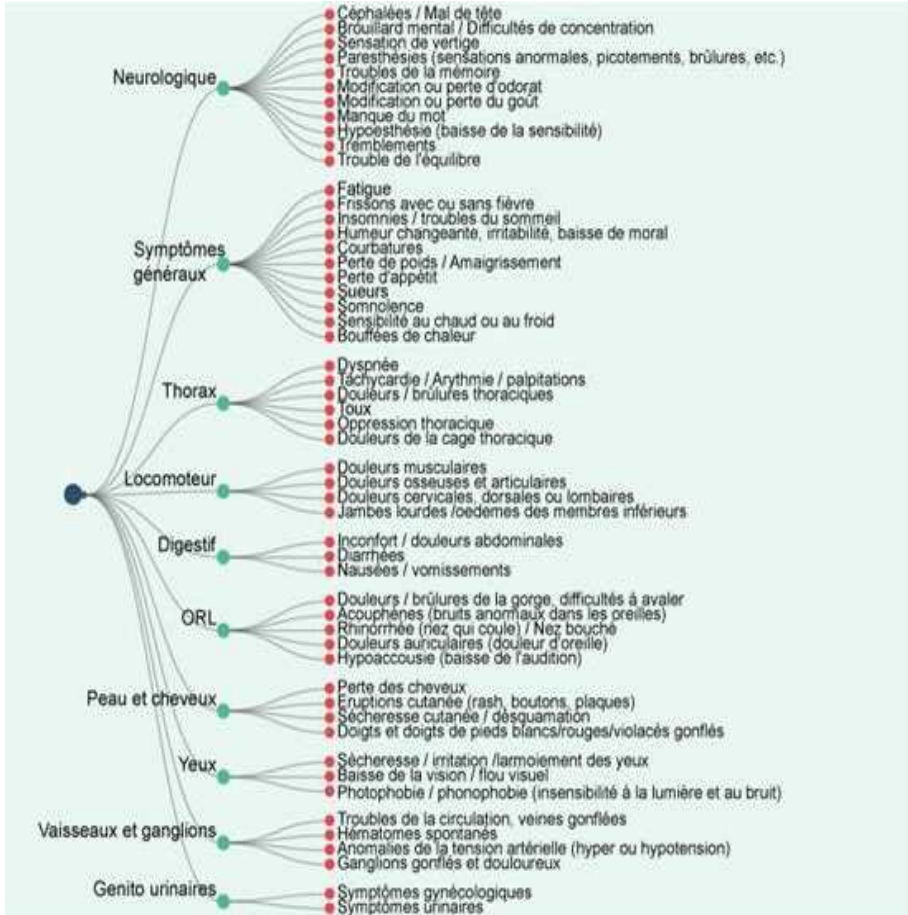 Neurologique
Céphalées / Mal de tête
Brouillard mental / Difficultés de concentration
Sensation de vertige
Paresthésies (sensations anormales, picotements, brûlures, etc.)
Troubles de la mémoire
Modification ou perte d'odorat
Modification ou perte du goût
Manque du mot
Hypoesthésie (baisse de la sensibilité)
Tremblements
Trouble de l'équilibre
Symptômes
généraux
Fatigue
Frissons avec ou sans fièvre
Insomnies / troubles du sommeil
Humeur changeante, irritabilité, baisse de moral
Courbatures
Perte de poids / Amaigrissement
Perte d'appétit
Sueurs
Somnolence
Sensibilité au chaud ou au froid
Bouffées de chaleur
Thorax
Dyspnée
Tachycardie / Arythmie / palpitations
Douleurs / brûlures thoraciques
Toux
Oppression thoracique
Douleurs de la cage thoracique
Locomoteur
Douleurs musculaires
Douleurs osseuses et articulaires
Douleurs cervicales, dorsales ou lombaires
Jambes lourdes /oedemes des membres inférieurs
Digestif
Inconfort / douleurs abdominales
Diarrhées
Nausées / vomissements
ORL
Douleurs / brûlures de la gorge, difficultés à avaler
Acouphènes (bruits anormaux dans les oreilles)
Rhinorrhée (nez qui coule) / Nez bouché
Douleurs auriculaires (douleur d'oreille)
Hypoaccousie (baisse de l'audition)
Peau et cheveux
Perte des cheveux
Eruptions cutanée (rash, boutons, plaques)
Sécheresse cutanée / désquamation
Doigts et doigts de pieds blancs/rouges/violacés gonflés
Yeux
Sécheresse / irritation /larmoiement des yeux
Baisse de la vision / flou visuel
Photophobie / phonophobie (insensibilité à la lumière et au bruit)
Vaisseaux et ganglions
Troubles de la circulation, veines gonflées
Hématomes spontanés
Anomalies de la tension artérielle (hyper ou hypotension)
Ganglions gonflés et douloureux
Genito urinaires
Symptômes gynécologiques
Symptômes urinaires